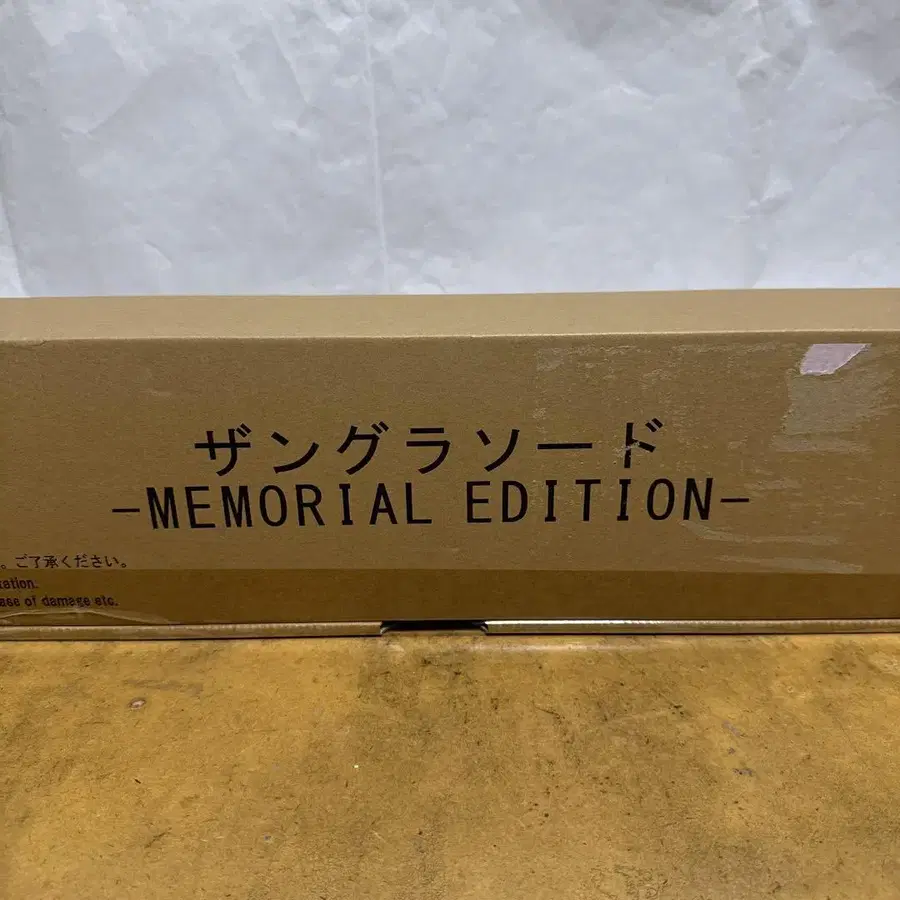 ザングラソード
-MEMORIAL EDITION-
。ご了承ください。
ase of damage etc.